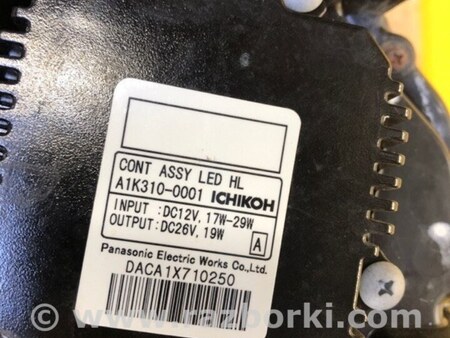 CONT ASSY LED HL
A1K310-0001 ICHIKOH
INPUT :DC12V, 17W-29W
OUTPUT:DC26V, 19W A
Panasonic Electric Works Co., Ltd.
DACA1X710250
© www.razborki.com